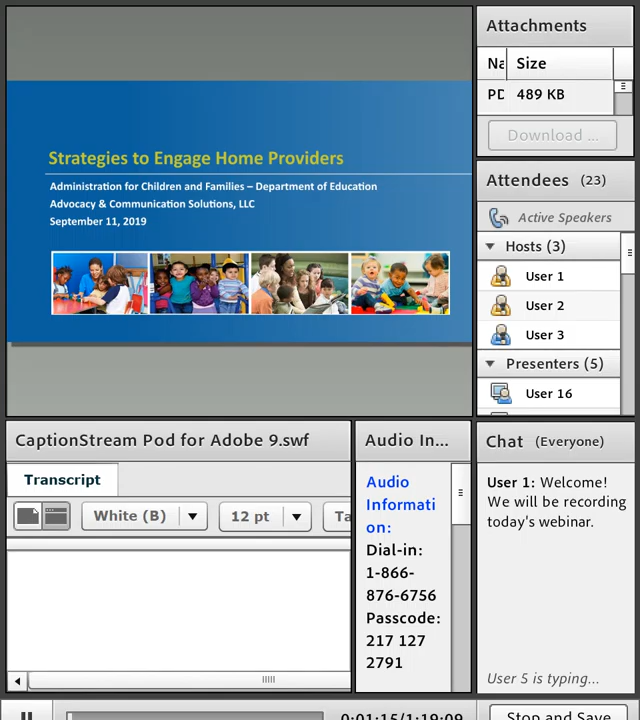 Attachments
Na Size
PD 489 KB
Download ...
Strategies to Engage Home Providers
Administration for Children and Families – Department of Education
Advocacy & Communication Solutions, LLC
September 11, 2019
Attendees (23)
Active Speakers
Hosts (3)
User 1
User 2
User 3
Presenters (5)
User 16
CaptionStream Pod for Adobe 9.swf
Transcript
White (B) 12 pt Ta
Audio In...
Audio
Informati
on:
Dial-in:
1-866-
876-6756
Passcode:
217 127
2791
Chat (Everyone)
User 1: Welcome!
We will be recording
today's webinar.
User 5 is typing...
0:01:15/1:19:09
Stop and Save